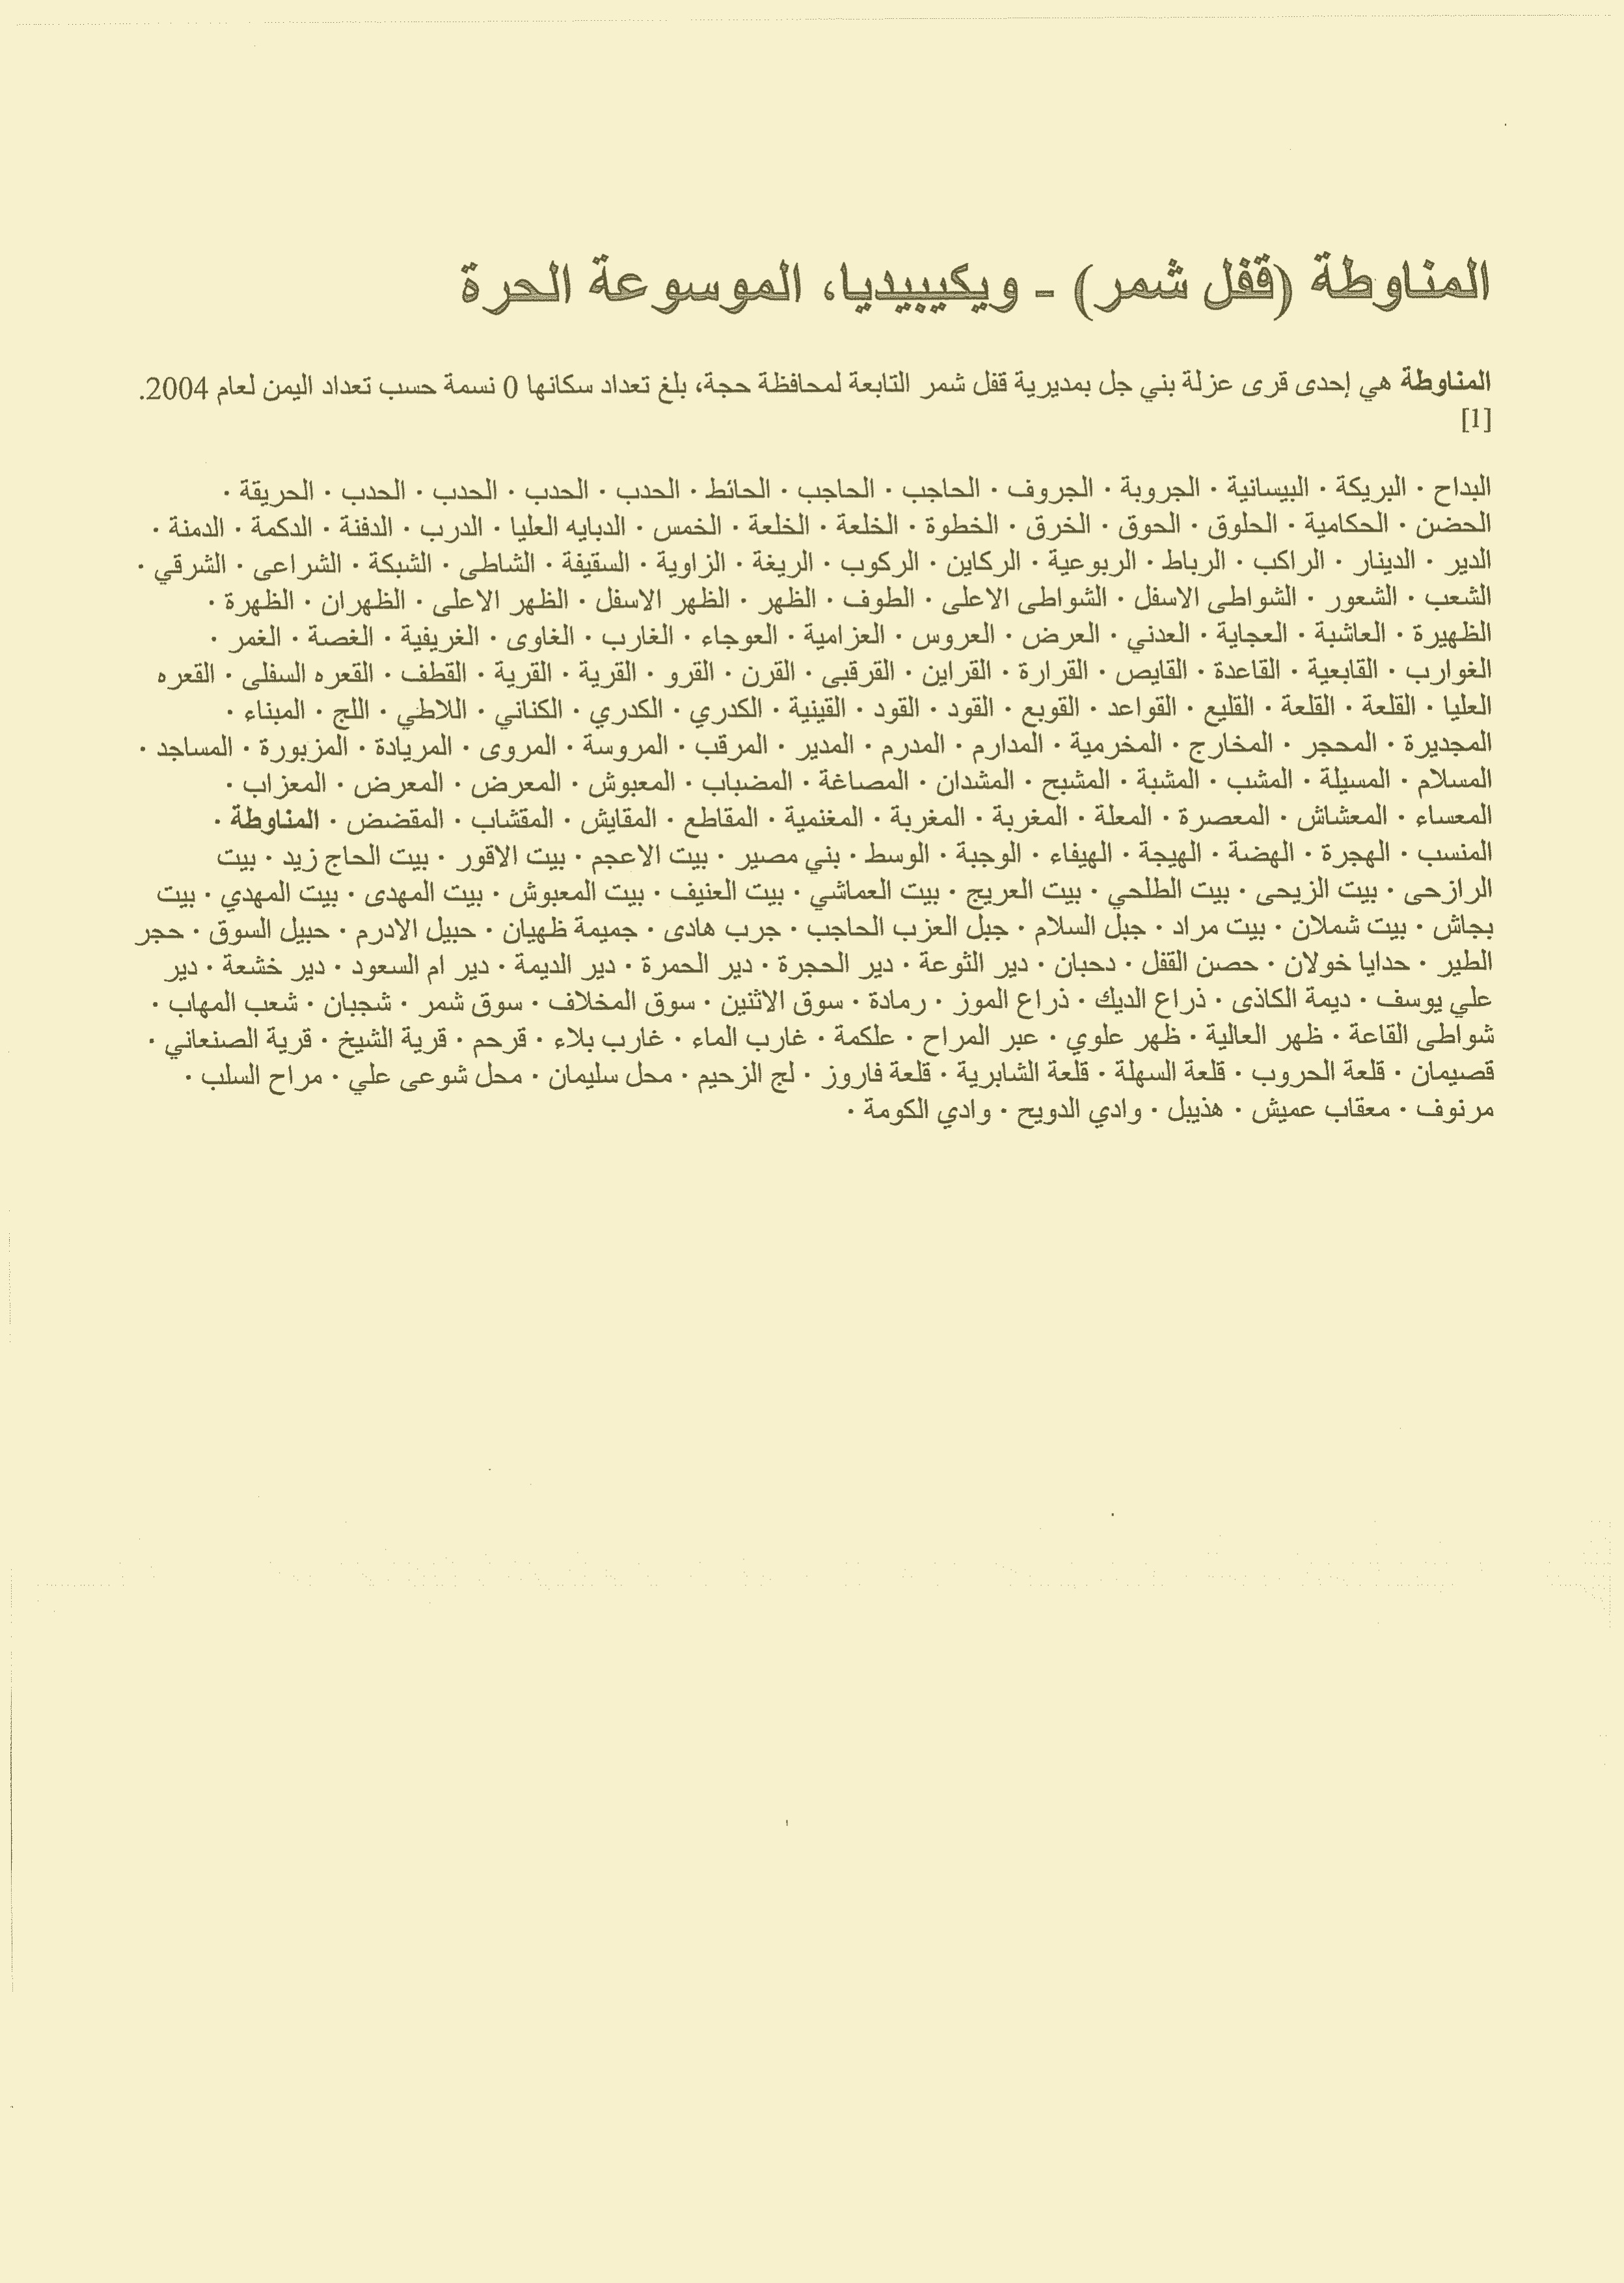 المناوطة (قفل شمر) - ويكيبيديا، الموسوعة الحرة
المناوطة هي إحدى قرى عزلة بني جل بمديرية قفل شمر التابعة لمحافظة حجة، بلغ تعداد سكانها 0 نسمة حسب تعداد اليمن لعام 2004.
[1]
البداح · البريكة · البيسانية · الجروبة · الجروف · الحاجب · الحاجب · الحائط · الحدب · الحدب · الحدب · الحدب · الحريقة ·
الحضن · الحكامية · الحلوق · الحوق · الخرق · الخطوة · الخلعة · الخلعة · الخمس · الدبايه العليا · الدرب · الدفنة · الدكمة · الدمنة ·
الدير · الدينار · الراكب · الرباط · الربوعية · الركاين · الركوب · الريغة · الزاوية · السقيفة · الشاطى · الشبكة · الشراعى · الشرقي ·
الشعب · الشعور · الشواطى الاسفل · الشواطى الاعلى · الطوف · الظهر · الظهر الاسفل · الظهر الاعلى · الظهران · الظهرة ·
الظهيرة · العاشبة · العجاية · العدني · العرض · العروس · العزامية · العوجاء · الغارب · الغاوى · الغريفية · الغصة · الغمر ·
الغوارب · القابعية · القاعدة · القايص · القرارة · القراين · القرقبى · القرن · القرو · القرية · القرية · القطف · القعره السفلى · القعره
العليا · القلعة · القلعة · القليع · القواعد · القوبع · القود · القود · القينية · الكدري · الكدري · الكناني · اللاطي · اللج · المبناء ·
المجديرة · المحجر · المخارج · المخرمية · المدارم · المدرم · المدير · المرقب · المروسة · المروى · المريادة · المزبورة · المساجد ·
المسلام · المسيلة · المشب · المشبة · المشبح · المشدان · المصاغة · المضباب · المعبوش · المعرض · المعرض · المعزاب ·
المعساء · المعشاش · المعصرة · المعلة · المغربة · المغربة · المغنمية · المقاطع · المقايش · المقشاب · المقضض · المناوطة ·
المنسب · الهجرة · الهضة · الهيجة · الهيفاء · الوجبة · الوسط · بني مصير · بيت الاعجم · بيت الاقور · بيت الحاج زيد · بيت
الرازحى · بيت الزيحى · بيت الطلحي · بيت العريج · بيت العماشي · بيت العنيف · بيت المعبوش · بيت المهدى · بيت المهدي · بيت
بجاش · بيت شملان · بيت مراد · جبل السلام · جبل العزب الحاجب · جرب هادى · جميمة ظهيان · حبيل الادرم · حبيل السوق · حجر
الطير · حدايا خولان · حصن القفل · دحبان · دير الثوعة · دير الحجرة · دير الحمرة · دير الديمة · دير ام السعود · دير خشعة · دير
علي يوسف · ديمة الكاذى · ذراع الديك · ذراع الموز · رمادة · سوق الاثنين · سوق المخلاف · سوق شمر · شجبان · شعب المهاب ·
شواطى القاعة · ظهر العالية · ظهر علوي · عبر المراح · علكمة · غارب الماء · غارب بلاء · قرحم · قرية الشيخ · قرية الصنعاني ·
قصيمان · قلعة الحروب · قلعة السهلة · قلعة الشابرية · قلعة فاروز · لج الزحيم · محل سليمان · محل شوعى علي · مراح السلب ·
مرنوف · معقاب عميش · هذيبل · وادي الدويح · وادي الكومة ·